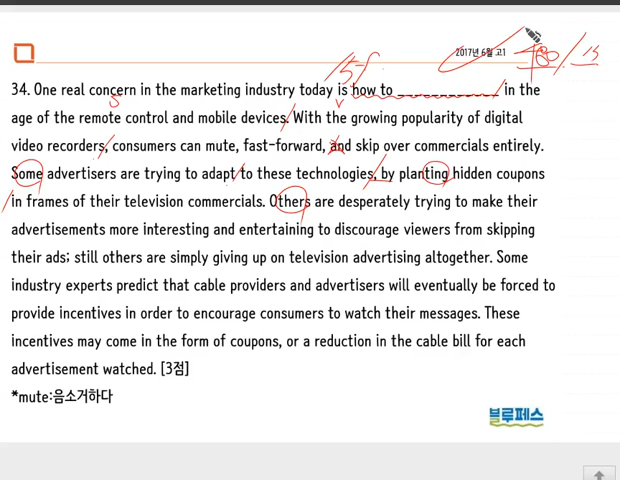 2017년 6월 고1
34. One real concern in the marketing industry today is how to ____________ in the
age of the remote control and mobile devices. With the growing popularity of digital
video recorders, consumers can mute, fast-forward, and skip over commercials entirely.
Some advertisers are trying to adapt to these technologies, by planting hidden coupons
in frames of their television commercials. Others are desperately trying to make their
advertisements more interesting and entertaining to discourage viewers from skipping
their ads; still others are simply giving up on television advertising altogether. Some
industry experts predict that cable providers and advertisers will eventually be forced to
provide incentives in order to encourage consumers to watch their messages. These
incentives may come in the form of coupons, or a reduction in the cable bill for each
advertisement watched. [3점]
*mute:음소거하다
블루페스